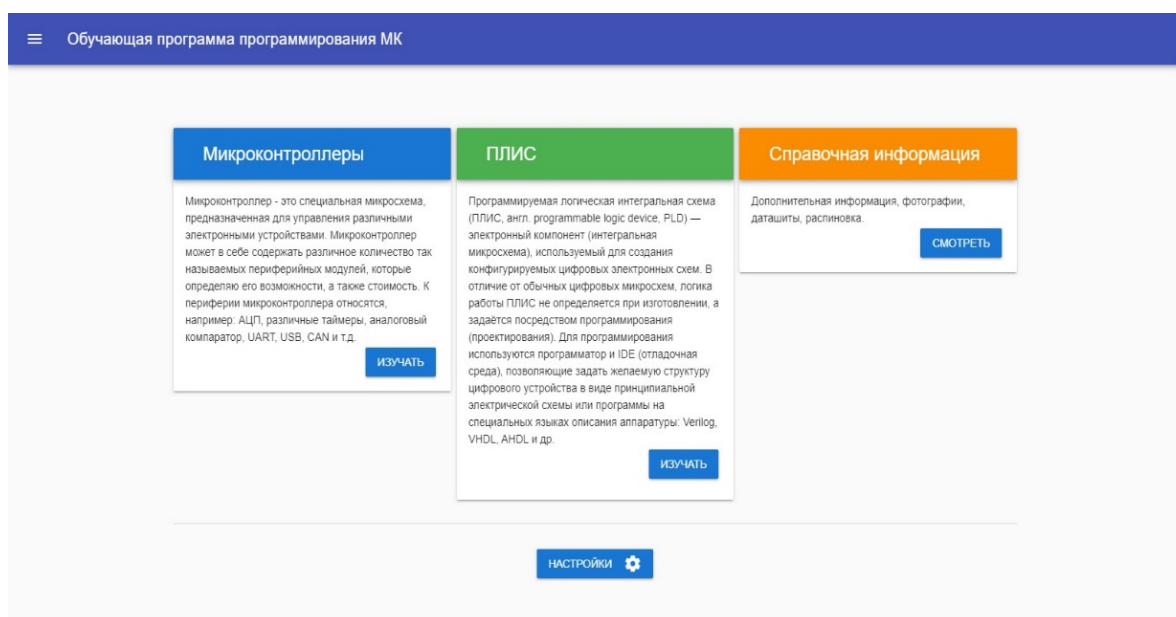 Обучающая программа программирования МК
Микроконтроллеры
Микроконтроллер - это специальная микросхема,
предназначенная для управления различными
электронными устройствами. Микроконтроллер
может в себе содержать различное количество так
называемых периферийных модулей, которые
определяю его возможности, а также стоимость. К
периферии микроконтроллера относятся,
например: АЦП, различные таймеры, аналоговый
компаратор, UART, USB, CAN и т.д.
ИЗУЧАТЬ
ПЛИС
Программируемая логическая интегральная схема
(ПЛИС, англ. programmable logic device, PLD) —
электронный компонент (интегральная
микросхема), используемый для создания
конфигурируемых цифровых электронных схем. В
отличие от обычных цифровых микросхем, логика
работы ПЛИС не определяется при изготовлении, а
задаётся посредством программирования
(проектирования). Для программирования
используются программатор и IDE (отладочная
среда), позволяющие задать желаемую структуру
цифрового устройства в виде принципиальной
электрической схемы или программы на
специальных языках описания аппаратуры: Verilog,
VHDL, AHDL и др.
ИЗУЧАТЬ
Справочная информация
Дополнительная информация, фотографии,
даташиты, распиновка.
СМОТРЕТЬ
НАСТРОЙКИ